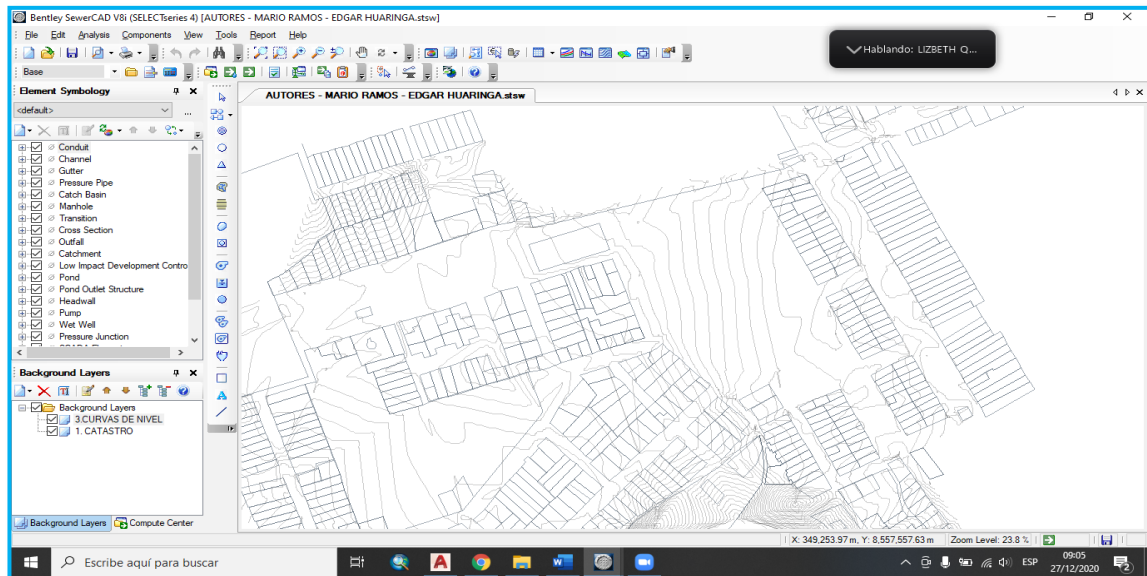 Bentley SewerCAD V8i (SELECTseries 4) [AUTORES - MARIO RAMOS - EDGAR HUARINGA.stsw]
File Edit Analysis Components View Tools Report Help
Hablando: LIZBETH Q...
Base
Element Symbology
AUTORES - MARIO RAMOS - EDGAR HUARINGA.stsw
<default>
...
Conduit
Channel
Gutter
Pressure Pipe
Catch Basin
Manhole
Transition
Cross Section
Outfall
Catchment
Low Impact Development Contro
Pond
Pond Outlet Structure
Headwall
Pump
Wet Well
Pressure Junction
Background Layers
Background Layers
3.CURVAS DE NIVEL
1. CATASTRO
Background Layers Compute Center
X: 349,253.97 m, Y: 8,557,557.63 m Zoom Level: 23.8 %
Escribe aquí para buscar
ESP
09:05
27/12/2020
2